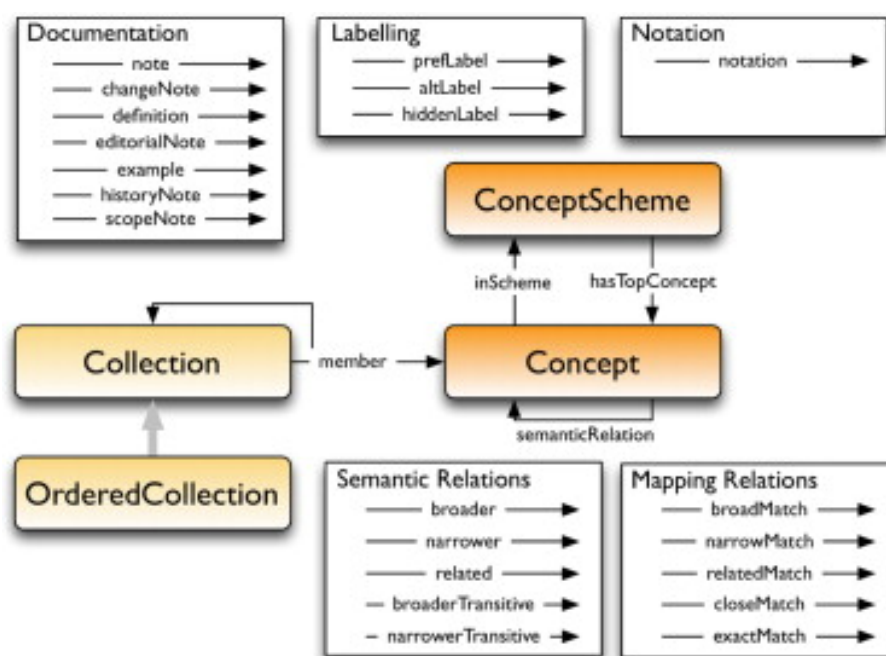 Documentation
note
changeNote
definition
editorialNote
example
historyNote
scopeNote
Labelling
prefLabel
altLabel
hiddenLabel
Notation
notation
ConceptScheme
inScheme
hasTopConcept
Collection
member
Concept
semanticRelation
OrderedCollection
Semantic Relations
broader
narrower
related
broaderTransitive
narrowerTransitive
Mapping Relations
broadMatch
narrowMatch
relatedMatch
closeMatch
exactMatch